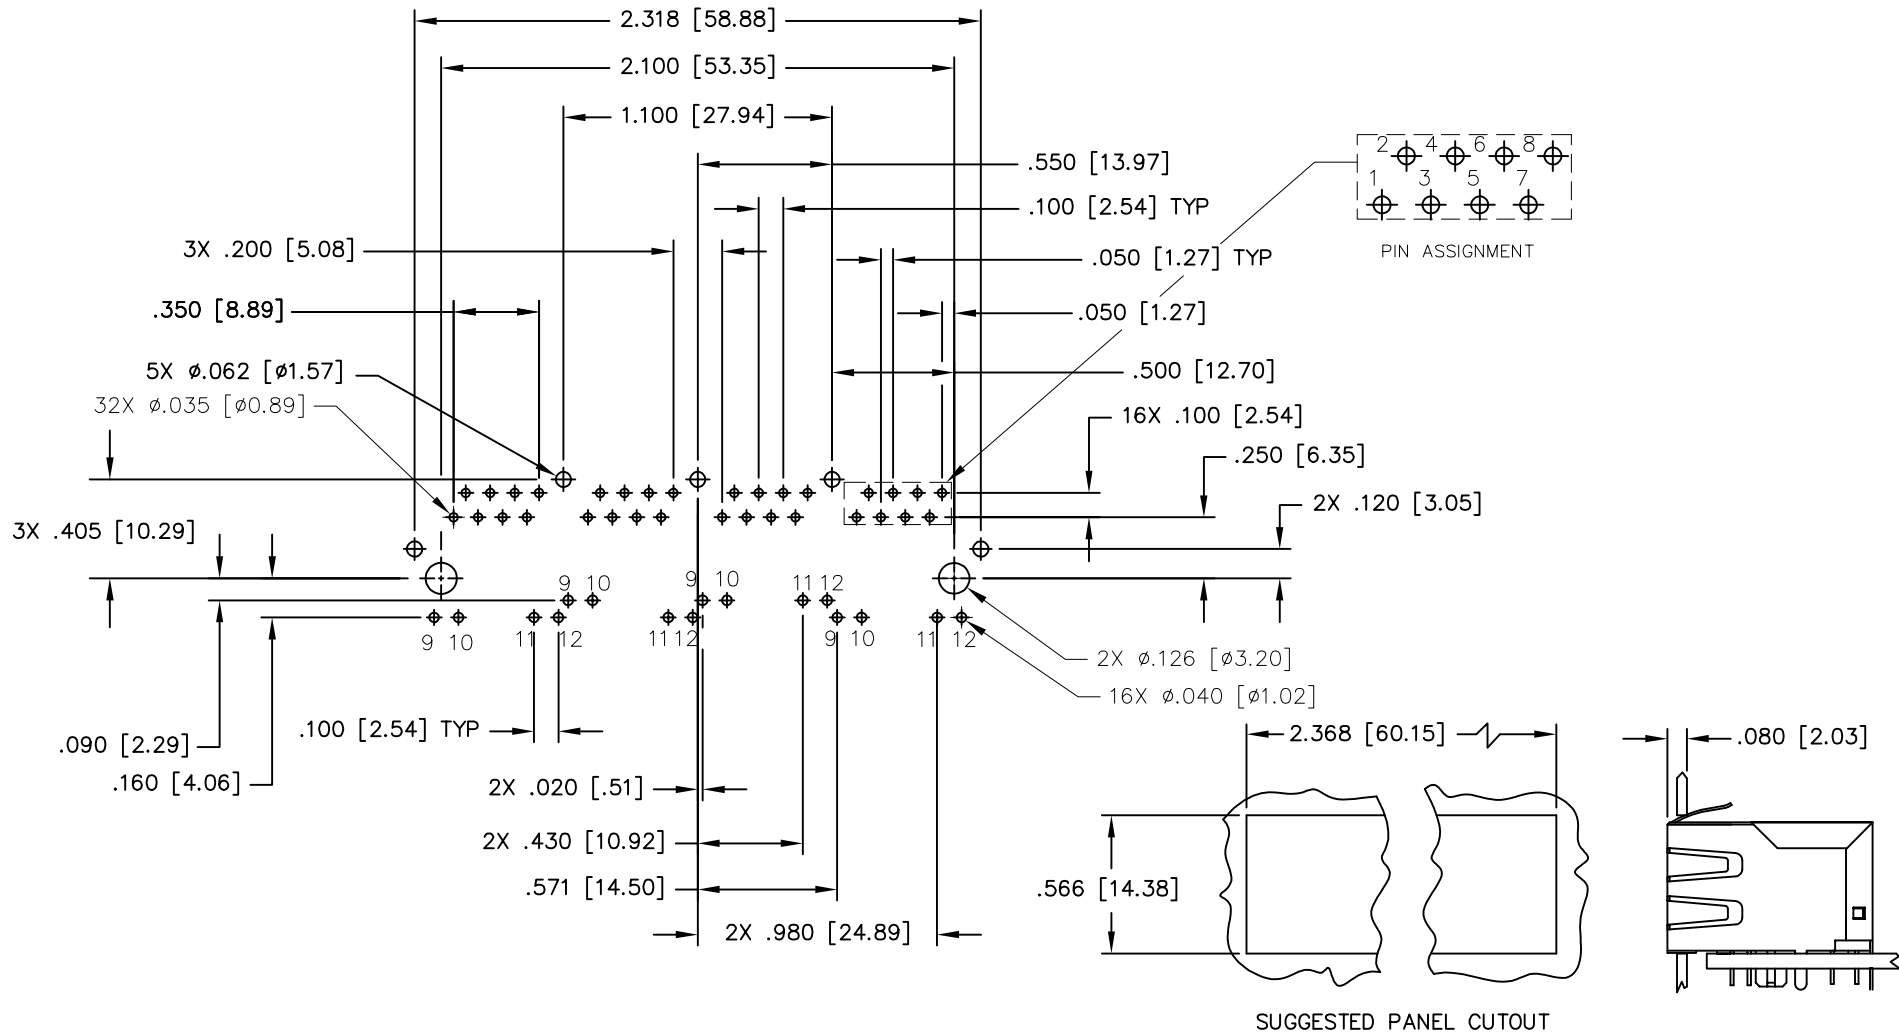 2.318 [58.88]
2.100 [53.35]
1.100 [27.94]
.550 [13.97]
2 4 6 8
1 3 5 7
.100 [2.54] TYP
3X .200 [5.08]
.050 [1.27] TYP
PIN ASSIGNMENT
.350 [8.89]
.050 [1.27]
5X ø.062 [ø1.57]
.500 [12.70]
32X ø.035 [ø0.89]
16X .100 [2.54]
.250 [6.35]
2X .120 [3.05]
3X .405 [10.29]
9 10 9 10 11 12
9 10 11 12 11 12 9 10 11 12
2X ø.126 [ø3.20]
16X ø.040 [ø1.02]
.100 [2.54] TYP
.090 [2.29]
2.368 [60.15]
.080 [2.03]
.160 [4.06]
2X .020 [.51]
2X .430 [10.92]
.571 [14.50]
.566 [14.38]
2X .980 [24.89]
SUGGESTED PANEL CUTOUT